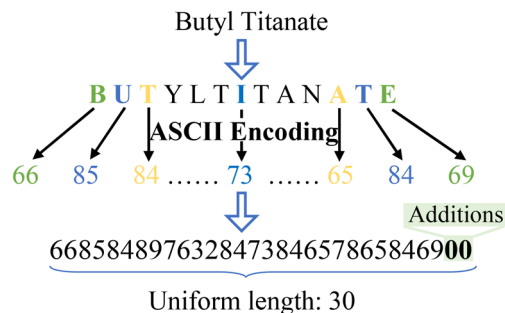 Butyl Titanate
BUTYLTITANATE
ASCII Encoding
66 85 84 …… 73 …… 65 84 69
Additions
668584897632847384657865846900
Uniform length: 30